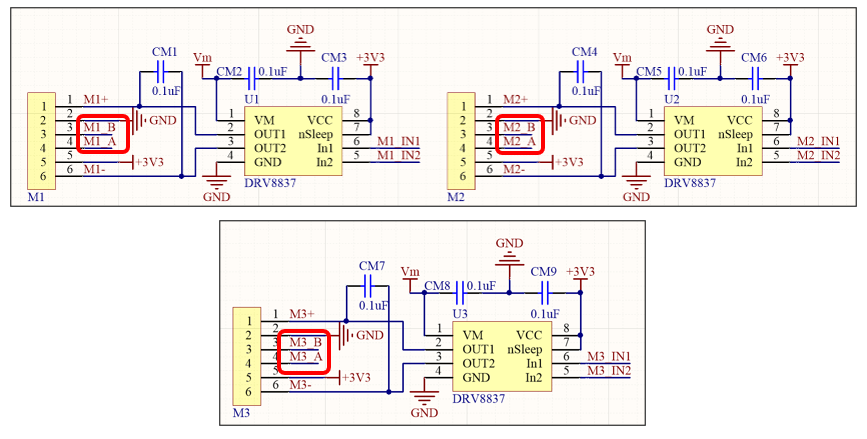 CM1
0.1uF
Vm
CM2
0.1uF
GND
CM3
0.1uF
+3V3
U1
M1
1
2
3
4
5
6
1
2
3
4
5
6
M1+
GND
M1_B
M1_A
+3V3
M1-
1
2
3
4
VM
OUT1
OUT2
GND
VCC
nSleep
In1
In2
8
7
6
5
M1_IN1
M1_IN2
GND
DRV8837
CM4
0.1uF
Vm
CM5
0.1uF
GND
CM6
0.1uF
+3V3
U2
M2
1
2
3
4
5
6
1
2
3
4
5
6
M2+
GND
M2_B
M2_A
+3V3
M2-
1
2
3
4
VM
OUT1
OUT2
GND
VCC
nSleep
In1
In2
8
7
6
5
M2_IN1
M2_IN2
GND
DRV8837
CM7
0.1uF
Vm
CM8
0.1uF
GND
CM9
0.1uF
+3V3
U3
M3
1
2
3
4
5
6
1
2
3
4
5
6
M3+
GND
M3_B
M3_A
+3V3
M3-
1
2
3
4
VM
OUT1
OUT2
GND
VCC
nSleep
In1
In2
8
7
6
5
M3_IN1
M3_IN2
GND
DRV8837